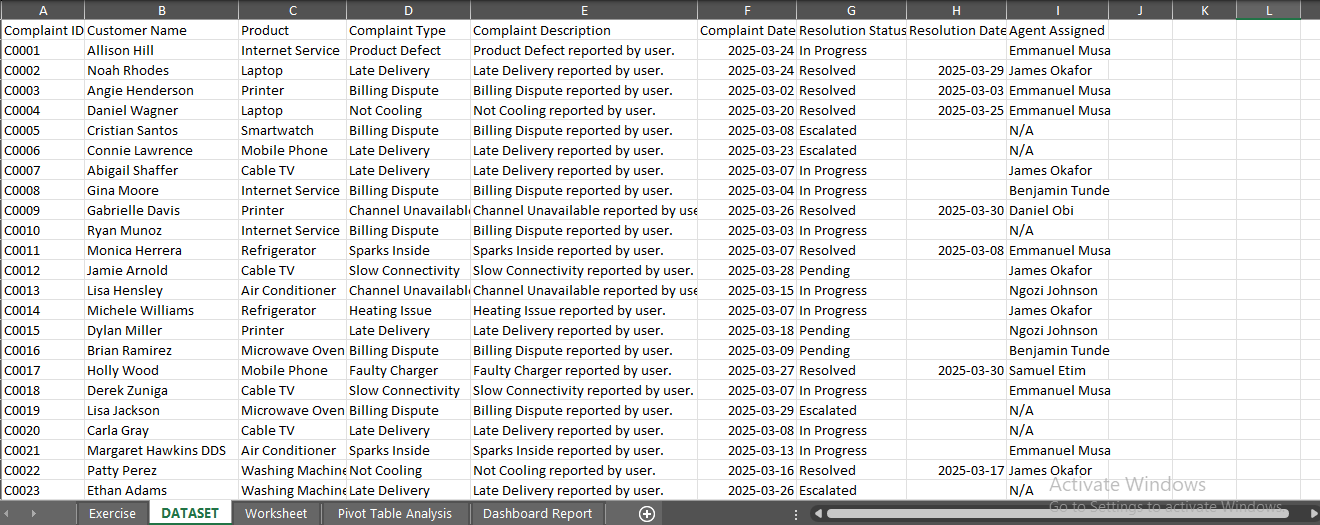 A B C D E F G H I J K L
Complaint ID Customer Name Product Complaint Type Complaint Description Complaint Date Resolution Status Resolution Date Agent Assigned
C0001 Allison Hill Internet Service Product Defect Product Defect reported by user. 2025-03-24 In Progress Emmanuel Musa
C0002 Noah Rhodes Laptop Late Delivery Late Delivery reported by user. 2025-03-24 Resolved 2025-03-29 James Okafor
C0003 Angie Henderson Printer Billing Dispute Billing Dispute reported by user. 2025-03-02 Resolved 2025-03-03 Emmanuel Musa
C0004 Daniel Wagner Laptop Not Cooling Not Cooling reported by user. 2025-03-20 Resolved 2025-03-25 Emmanuel Musa
C0005 Cristian Santos Smartwatch Billing Dispute Billing Dispute reported by user. 2025-03-08 Escalated N/A
C0006 Connie Lawrence Mobile Phone Late Delivery Late Delivery reported by user. 2025-03-23 Escalated N/A
C0007 Abigail Shaffer Cable TV Late Delivery Late Delivery reported by user. 2025-03-07 In Progress James Okafor
C0008 Gina Moore Internet Service Billing Dispute Billing Dispute reported by user. 2025-03-04 In Progress Benjamin Tunde
C0009 Gabrielle Davis Printer Channel Unavailabl Channel Unavailable reported by use 2025-03-26 Resolved 2025-03-30 Daniel Obi
C0010 Ryan Munoz Internet Service Billing Dispute Billing Dispute reported by user. 2025-03-03 In Progress N/A
C0011 Monica Herrera Refrigerator Sparks Inside Sparks Inside reported by user. 2025-03-07 Resolved 2025-03-08 Emmanuel Musa
C0012 Jamie Arnold Cable TV Slow Connectivity Slow Connectivity reported by user. 2025-03-28 Pending James Okafor
C0013 Lisa Hensley Air Conditioner Channel Unavailabl Channel Unavailable reported by use 2025-03-15 In Progress Ngozi Johnson
C0014 Michele Williams Refrigerator Heating Issue Heating Issue reported by user. 2025-03-07 In Progress James Okafor
C0015 Dylan Miller Printer Late Delivery Late Delivery reported by user. 2025-03-18 Pending Ngozi Johnson
C0016 Brian Ramirez Microwave Oven Billing Dispute Billing Dispute reported by user. 2025-03-09 Pending Benjamin Tunde
C0017 Holly Wood Mobile Phone Faulty Charger Faulty Charger reported by user. 2025-03-27 Resolved 2025-03-30 Samuel Etim
C0018 Derek Zuniga Cable TV Slow Connectivity Slow Connectivity reported by user. 2025-03-07 In Progress Emmanuel Musa
C0019 Lisa Jackson Microwave Oven Billing Dispute Billing Dispute reported by user. 2025-03-29 Escalated N/A
C0020 Carla Gray Cable TV Late Delivery Late Delivery reported by user. 2025-03-08 In Progress N/A
C0021 Margaret Hawkins DDS Air Conditioner Sparks Inside Sparks Inside reported by user. 2025-03-13 In Progress Emmanuel Musa
C0022 Patty Perez Washing Machine Not Cooling Not Cooling reported by user. 2025-03-16 Resolved 2025-03-17 James Okafor
C0023 Ethan Adams Washing Machine Late Delivery Late Delivery reported by user. 2025-03-26 Escalated N/A
Activate Windows
Go to Settings to activate Windows.
Exercise DATASET Worksheet Pivot Table Analysis Dashboard Report